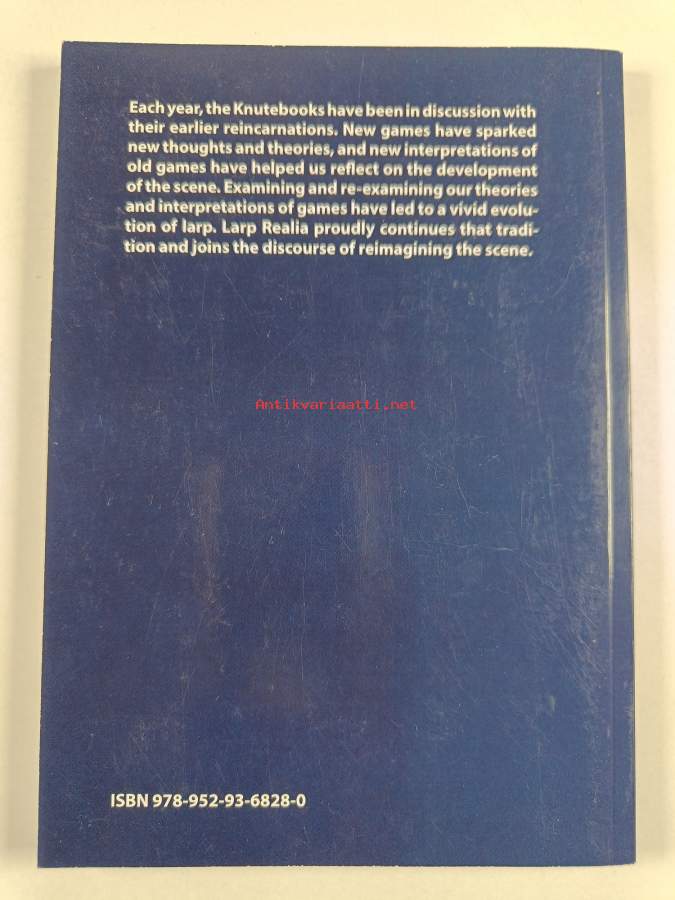 Each year, the Knutebooks have been in discussion with
their earlier reincarnations. New games have sparked
new thoughts and theories, and new interpretations of
old games have helped us reflect on the development
of the scene. Examining and re-examining our theories
and interpretations of games have led to a vivid evolu-
tion of larp. Larp Realia proudly continues that tradi-
tion and joins the discourse of reimagining the scene.
Antikvariaatti.net
ISBN 978-952-93-6828-0